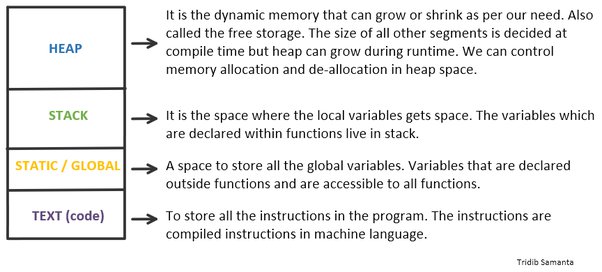 HEAP
It is the dynamic memory that can grow or shrink as per our need. Also
called the free storage. The size of all other segments is decided at
compile time but heap can grow during runtime. We can control
memory allocation and de-allocation in heap space.
STACK
It is the space where the local variables gets space. The variables which
are declared within functions live in stack.
STATIC / GLOBAL
A space to store all the global variables. Variables that are declared
outside functions and are accessible to all functions.
TEXT (code)
To store all the instructions in the program. The instructions are
compiled instructions in machine language.
Tridib Samanta